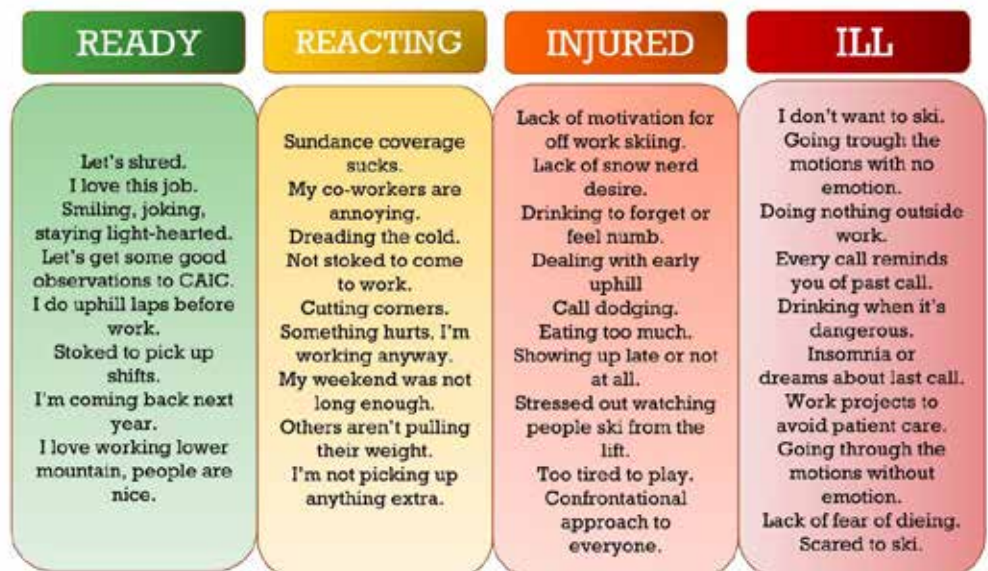 READY
Let's shred.
I love this job.
Smiling, joking,
staying light-hearted.
Let's get some good
observations to CAIC.
I do uphill laps before
work.
Stoked to pick up
shifts.
I'm coming back next
year.
I love working lower
mountain, people are
nice.
REACTING
Sundance coverage
sucks.
My co-workers are
annoying.
Dreading the cold.
Not stoked to come
to work.
Cutting corners.
Something hurts, I'm
working anyway.
My weekend was not
long enough.
Others aren't pulling
their weight.
I'm not picking up
anything extra.
INJURED
Lack of motivation for
off work skiing.
Lack of snow nerd
desire.
Drinking to forget or
feel numb.
Dealing with early
uphill
Call dodging.
Eating too much.
Showing up late or not
at all.
Stressed out watching
people ski from the
lift.
Too tired to play.
Confrontational
approach to
everyone.
ILL
I don't want to ski.
Going trough the
motions with no
emotion.
Doing nothing outside
work.
Every call reminds
you of past call.
Drinking when it's
dangerous.
Insomnia or
dreams about last call.
Work projects to
avoid patient care.
Going through the
motions without
emotion.
Lack of fear of dieing.
Scared to ski.